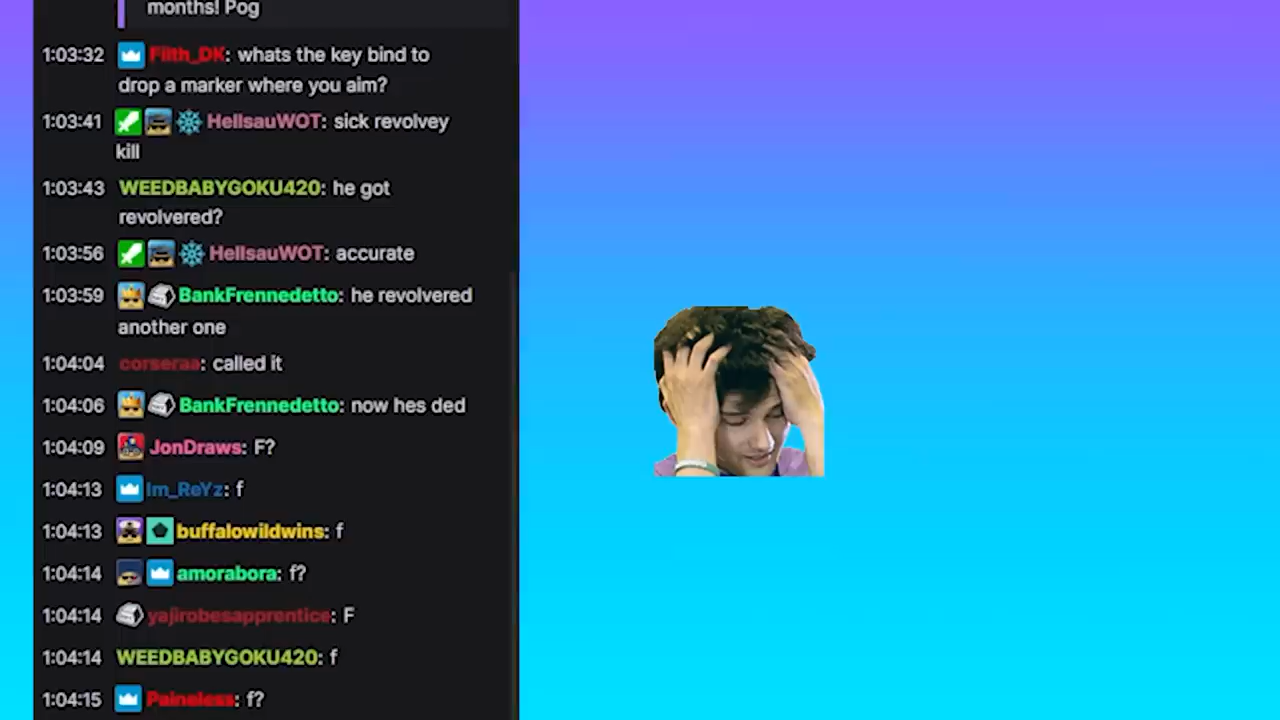 months! Pog
1:03:32 Filth_DK: whats the key bind to
drop a marker where you aim?
1:03:41 HellsauWOT: sick revolvey
kill
1:03:43 WEEDBABYGOKU420: he got
revolvered?
1:03:56 HellsauWOT: accurate
1:03:59 BankFrennedetto: he revolvered
another one
1:04:04 corseraa: called it
1:04:06 BankFrennedetto: now hes ded
1:04:09 JonDraws: F?
1:04:13 Im_ReYz: f
1:04:13 buffalowildwins: f
1:04:14 amorabora: f?
1:04:14 yajirobesapprentice: F
1:04:14 WEEDBABYGOKU420: f
1:04:15 Paineless: f?